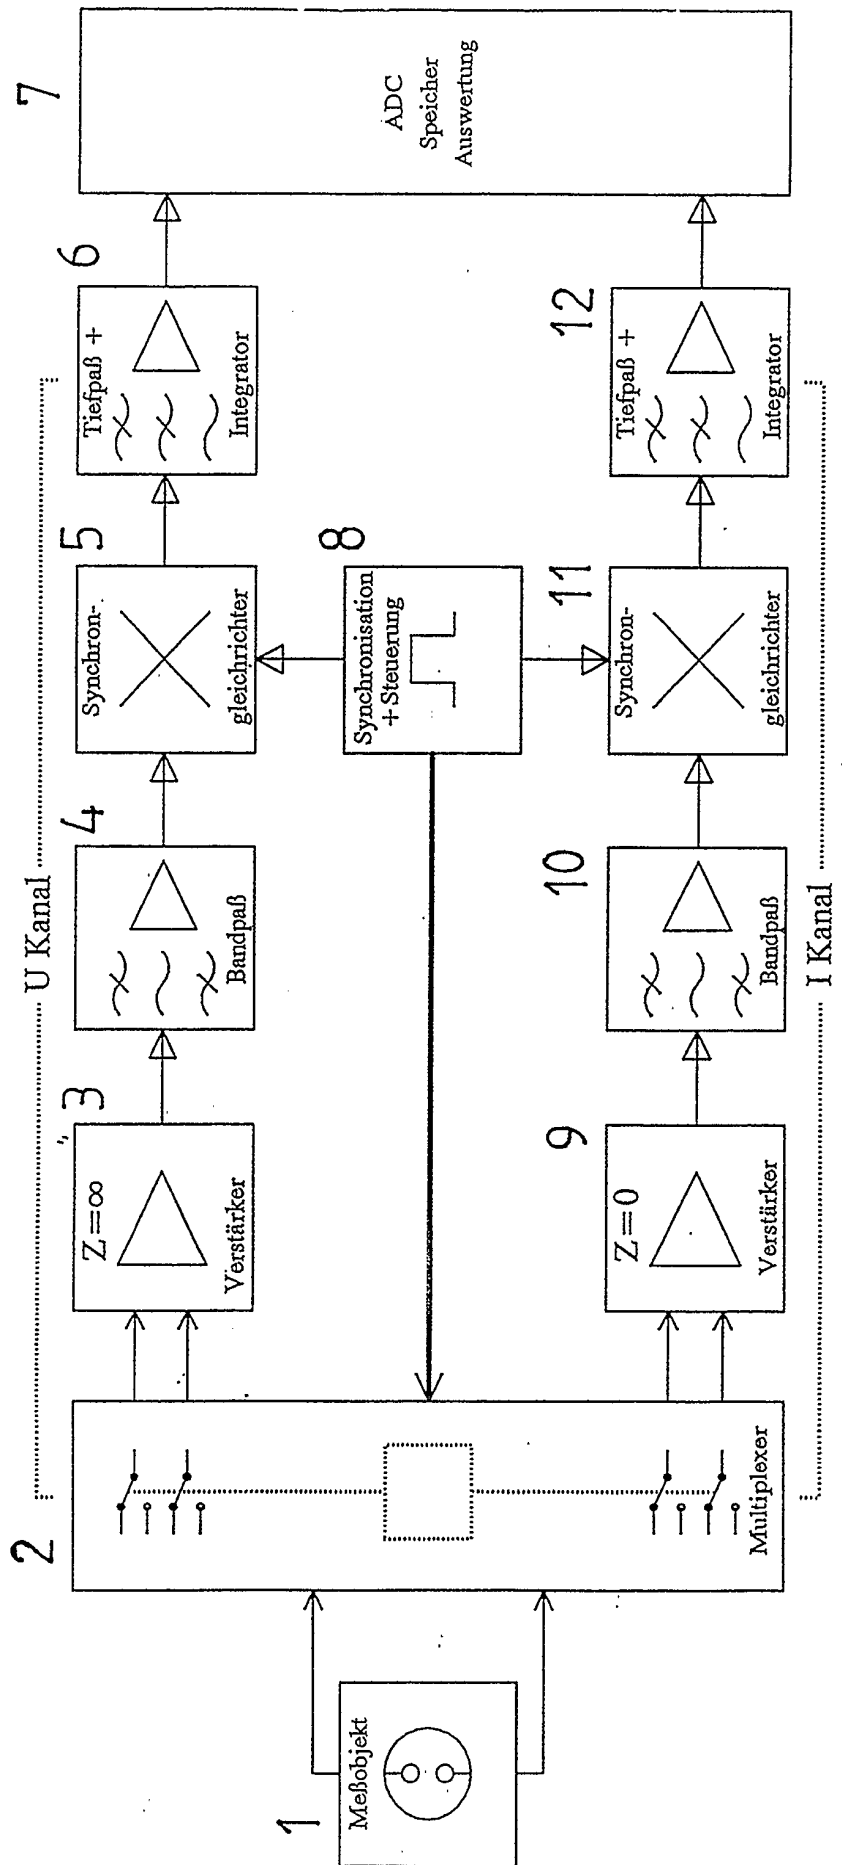 U Kanal
1
Meßobjekt
2
Multiplexer
3
Z=∞
Verstärker
4
Bandpaß
5
Synchron-
gleichrichter
6
Tiefpaß +
Integrator
7
ADC
Speicher
Auswertung
8
Synchronisation
+Steuerung
9
Z=0
Verstärker
10
Bandpaß
11
Synchron-
gleichrichter
12
Tiefpaß +
Integrator
I Kanal